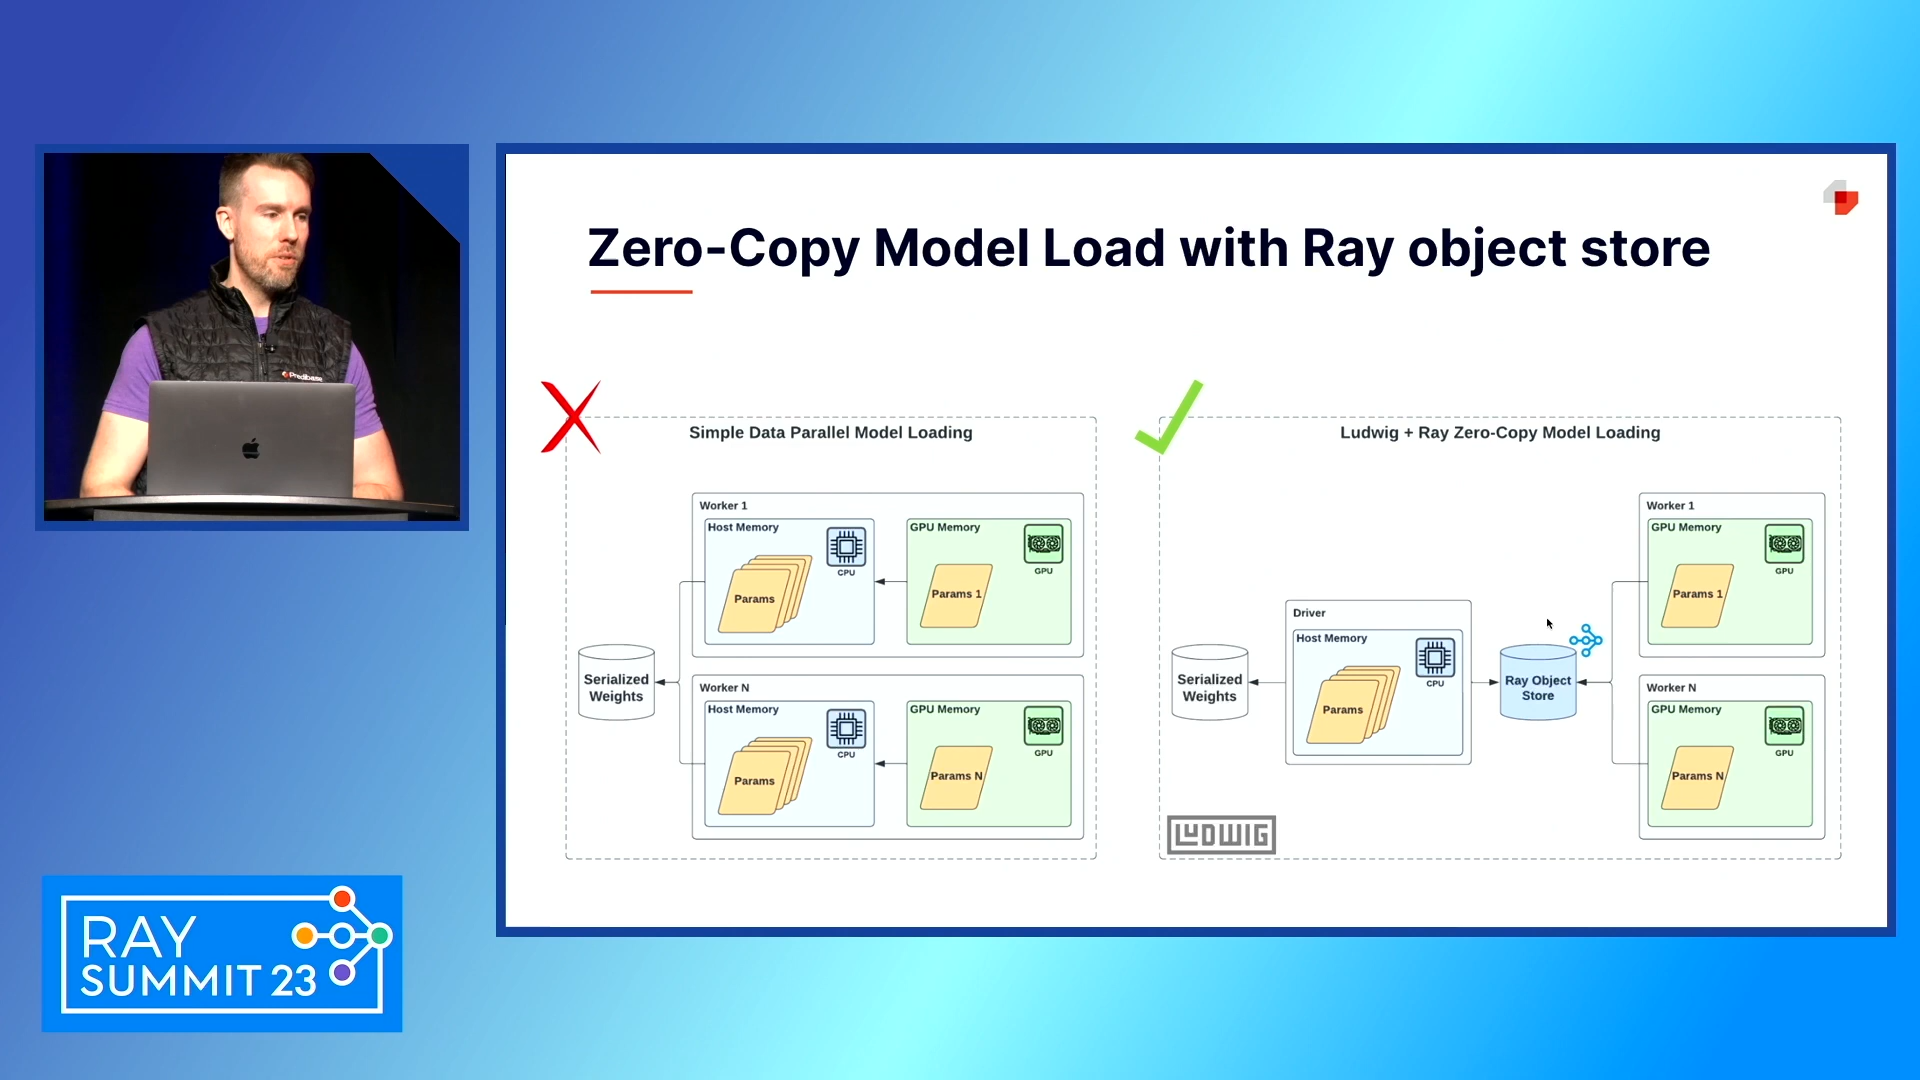 Zero-Copy Model Load with Ray object store
Simple Data Parallel Model Loading
Worker 1
Host Memory
CPU
Params
GPU Memory
GPU
Params 1
Serialized
Weights
Worker N
Host Memory
CPU
Params
GPU Memory
GPU
Params N
Ludwig + Ray Zero-Copy Model Loading
Serialized
Weights
Driver
Host Memory
CPU
Params
Ray Object
Store
Worker 1
GPU Memory
GPU
Params 1
Worker N
GPU Memory
GPU
Params N
LUDWIG
Predibase
RAY
SUMMIT 23